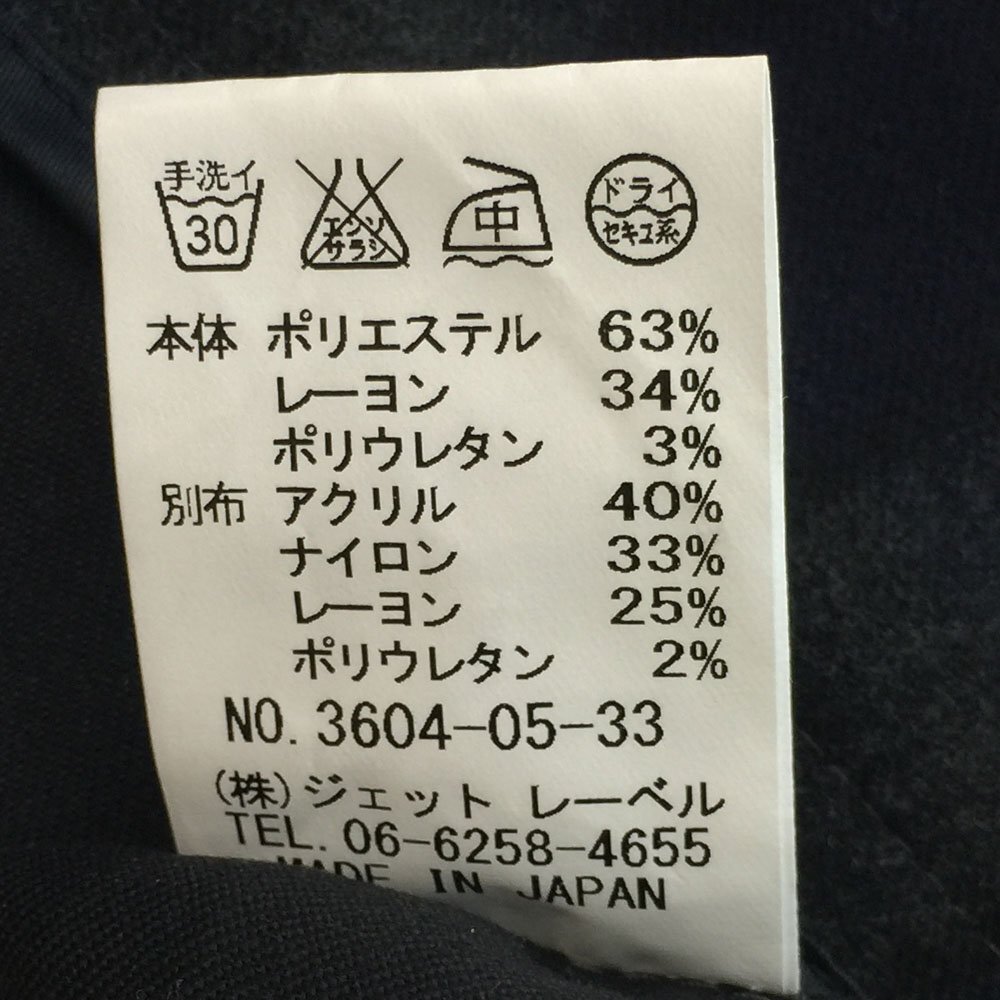 手洗イ
30
エンソ
サラシ
中
ドライ
セキユ系
本体 ポリエステル 63%
レーヨン 34%
ポリウレタン 3%
別布 アクリル 40%
ナイロン 33%
レーヨン 25%
ポリウレタン 2%
NO. 3604-05-33
(株)ジェット レーベル
TEL. 06-6258-4655
MADE IN JAPAN